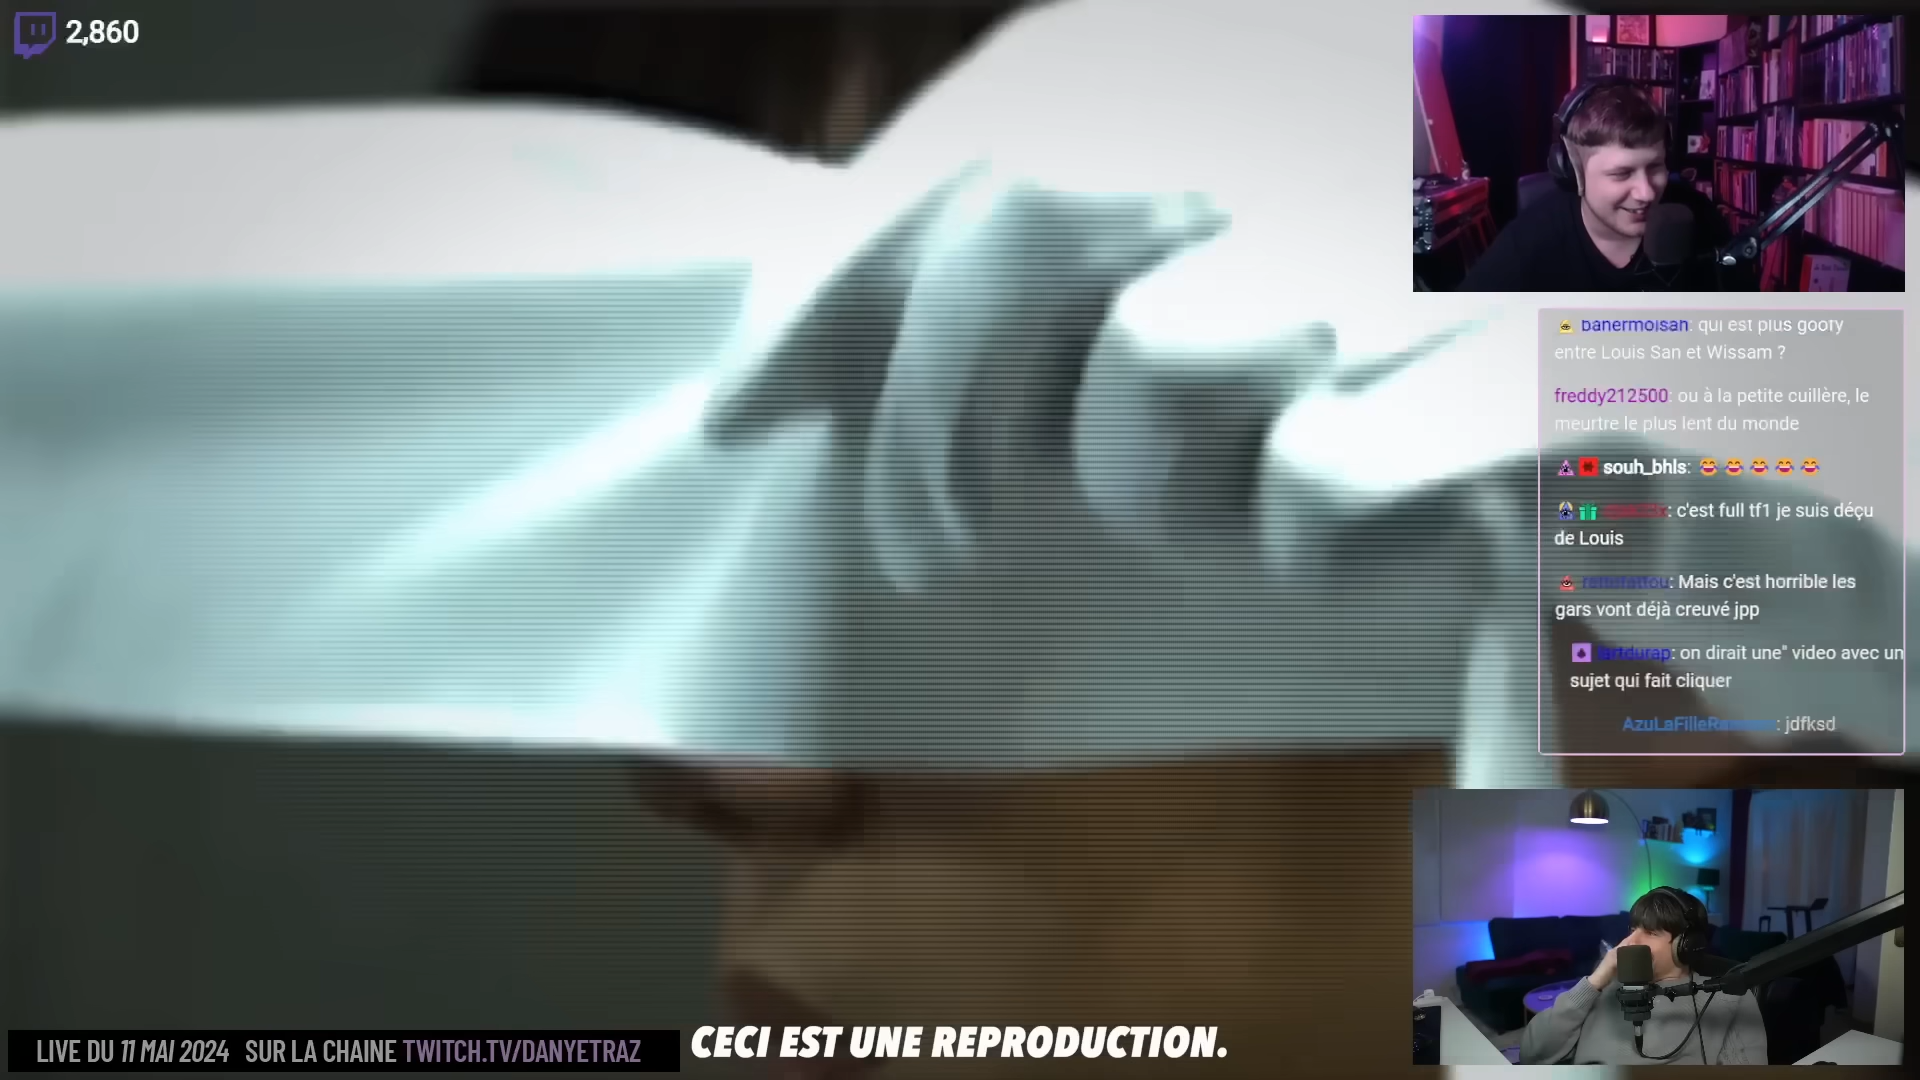 2,860
banermoisan: qui est plus goofy
entre Louis San et Wissam ?
freddy212500: ou à la petite cuillère, le
meurtre le plus lent du monde
souh_bhls: 😂 😂 😂 😂 😂
: c'est full tf1 je suis déçu
de Louis
: Mais c'est horrible les
gars vont déjà creuvé jpp
: on dirait une" video avec un
sujet qui fait cliquer
: jdfksd
LIVE DU 11 MAI 2024 SUR LA CHAINE TWITCH.TV/DANYETRAZ
CECI EST UNE REPRODUCTION.